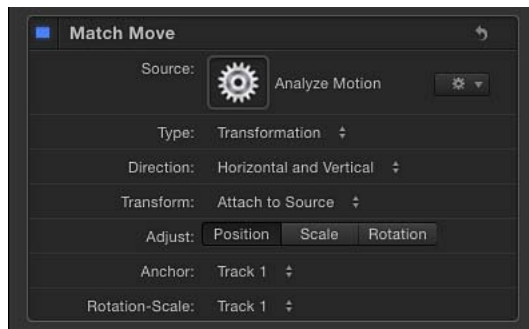 Match Move
Source: Analyze Motion
Type: Transformation
Direction: Horizontal and Vertical
Transform: Attach to Source
Adjust: Position Scale Rotation
Anchor: Track 1
Rotation-Scale: Track 1